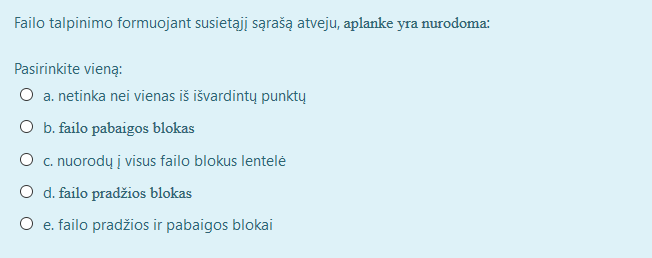 Failo talpinimo formuojant susietąjį sąrašą atveju, aplanke yra nurodoma:
Pasirinkite vieną:
a. netinka nei vienas iš išvardintų punktų
b. failo pabaigos blokas
c. nuorodų į visus failo blokus lentelė
d. failo pradžios blokas
e. failo pradžios ir pabaigos blokai